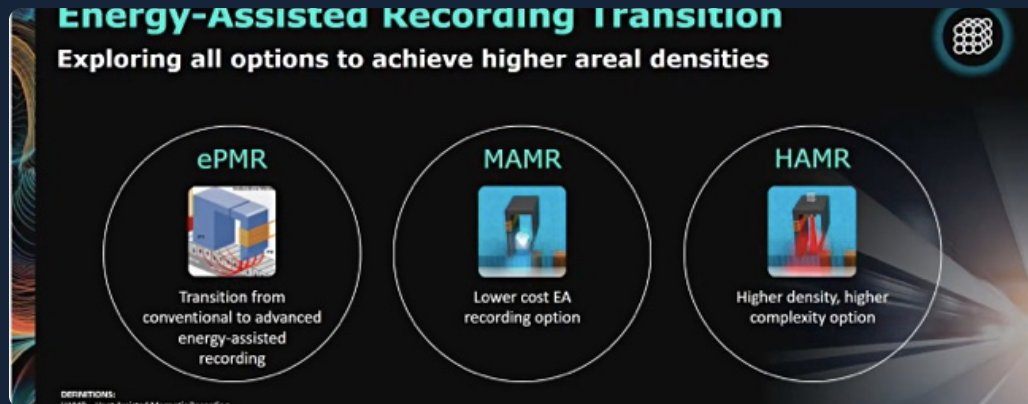 Energy-Assisted Recording Transition
Exploring all options to achieve higher areal densities
ePMR
Transition from
conventional to advanced
energy-assisted
recording
MAMR
Lower cost EA
recording option
HAMR
Higher density, higher
complexity option
DEFINITIONS: